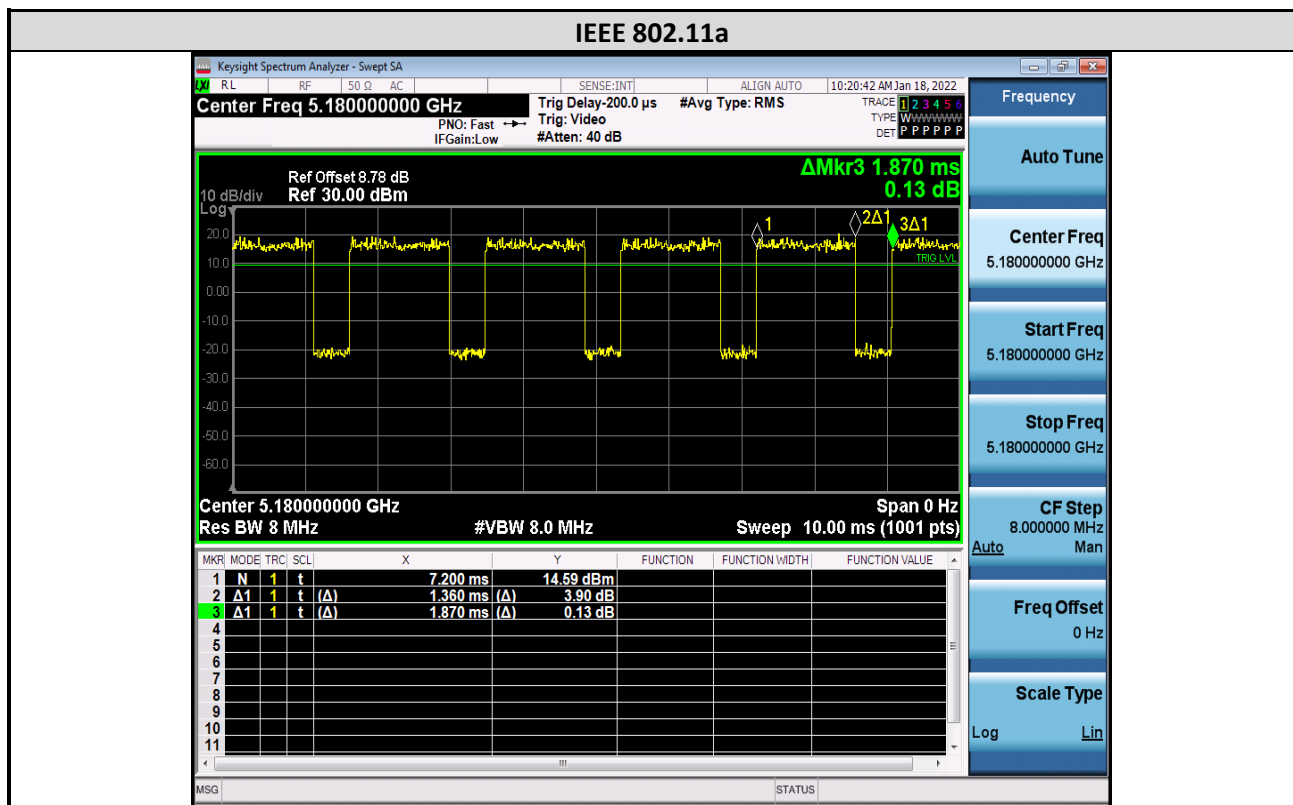 IEEE 802.11a
Keysight Spectrum Analyzer - Swept SA
LXI RL RF 50 Ω AC SENSE:INT ALIGN AUTO 10:20:42 AM Jan 18, 2022
Center Freq 5.180000000 GHz
PNO: Fast
IFGain:Low
Trig Delay-200.0 µs
Trig: Video
#Atten: 40 dB
#Avg Type: RMS
TRACE 1 2 3 4 5 6
TYPE WWWWWW
DET P P P P P P
ΔMkr3 1.870 ms
0.13 dB
Ref Offset 8.78 dB
10 dB/div Ref 30.00 dBm
Log
1 2Δ1 3Δ1
TRIG LVL
20.0
10.0
0.00
-10.0
-20.0
-30.0
-40.0
-50.0
-60.0
Center 5.180000000 GHz Span 0 Hz
Res BW 8 MHz #VBW 8.0 MHz Sweep 10.00 ms (1001 pts)
MKR MODE TRC SCL X Y FUNCTION FUNCTION WIDTH FUNCTION VALUE
1 N 1 t 7.200 ms 14.59 dBm
2 Δ1 1 t (Δ) 1.360 ms (Δ) 3.90 dB
3 Δ1 1 t (Δ) 1.870 ms (Δ) 0.13 dB
4
5
6
7
8
9
10
11
MSG STATUS
Frequency
Auto Tune
Center Freq
5.180000000 GHz
Start Freq
5.180000000 GHz
Stop Freq
5.180000000 GHz
CF Step
8.000000 MHz
Auto Man
Freq Offset
0 Hz
Scale Type
Log Lin